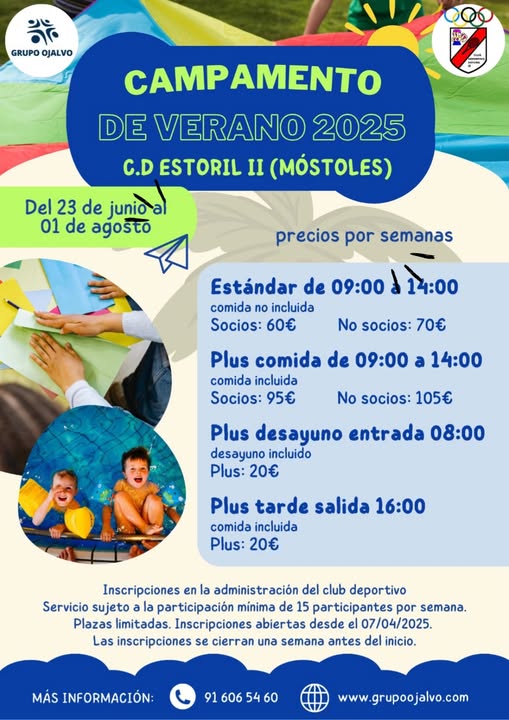 GRUPO OJALVO
CAMPAMENTO
DE VERANO 2025
C.D ESTORIL II (MÓSTOLES)
Del 23 de junio al
01 de agosto
precios por semanas
Estándar de 09:00 a 14:00
comida no incluida
Socios: 60€ No socios: 70€
Plus comida de 09:00 a 14:00
comida incluida
Socios: 95€ No socios: 105€
Plus desayuno entrada 08:00
desayuno incluido
Plus: 20€
Plus tarde salida 16:00
comida incluida
Plus: 20€
Inscripciones en la administración del club deportivo
Servicio sujeto a la participación mínima de 15 participantes por semana.
Plazas limitadas. Inscripciones abiertas desde el 07/04/2025.
Las inscripciones se cierran una semana antes del inicio.
MÁS INFORMACIÓN: 91 606 54 60 www.grupoojalvo.com